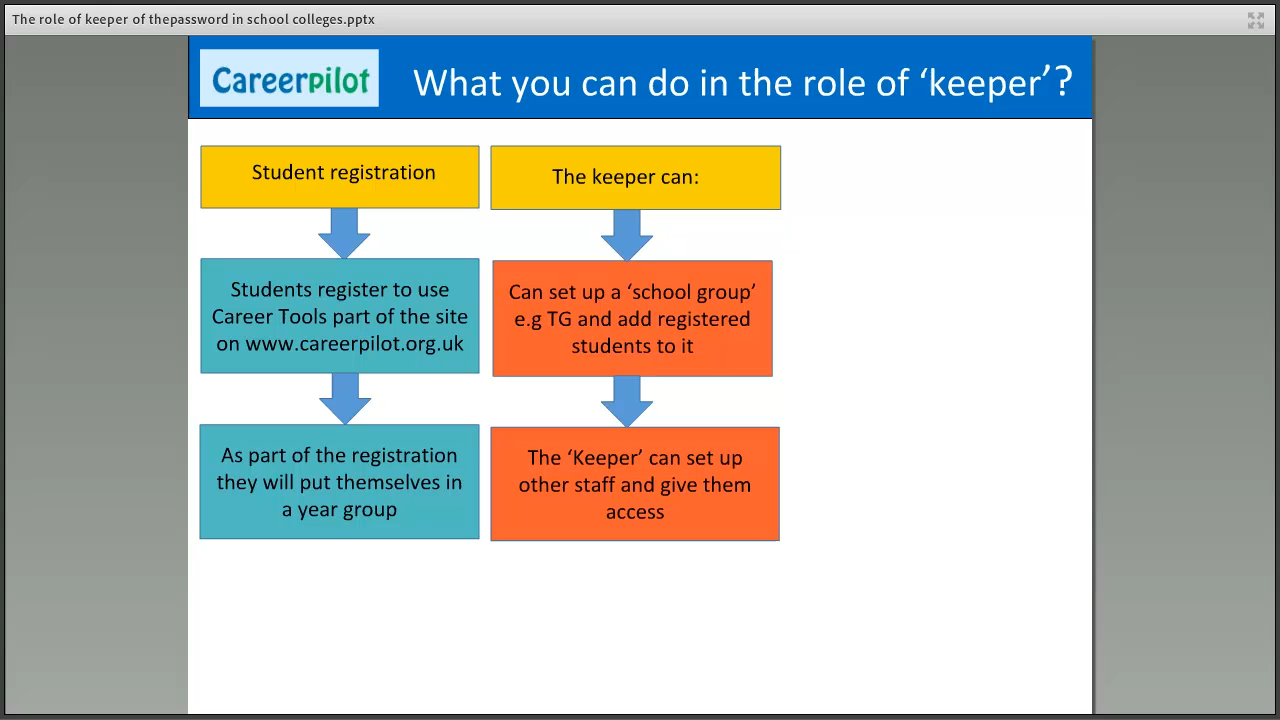 The role of keeper of thepassword in school colleges.pptx
Careerpilot
What you can do in the role of ‘keeper’?
Student registration
Students register to use
Career Tools part of the site
on www.careerpilot.org.uk
As part of the registration
they will put themselves in
a year group
The keeper can:
Can set up a ‘school group’
e.g TG and add registered
students to it
The ‘Keeper’ can set up
other staff and give them
access